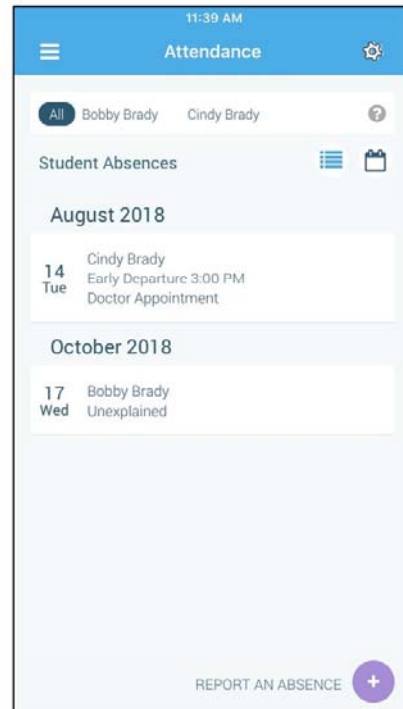 11:39 AM
Attendance
All Bobby Brady Cindy Brady ?
Student Absences
August 2018
14
Tue
Cindy Brady
Early Departure 3:00 PM
Doctor Appointment
October 2018
17
Wed
Bobby Brady
Unexplained
REPORT AN ABSENCE +